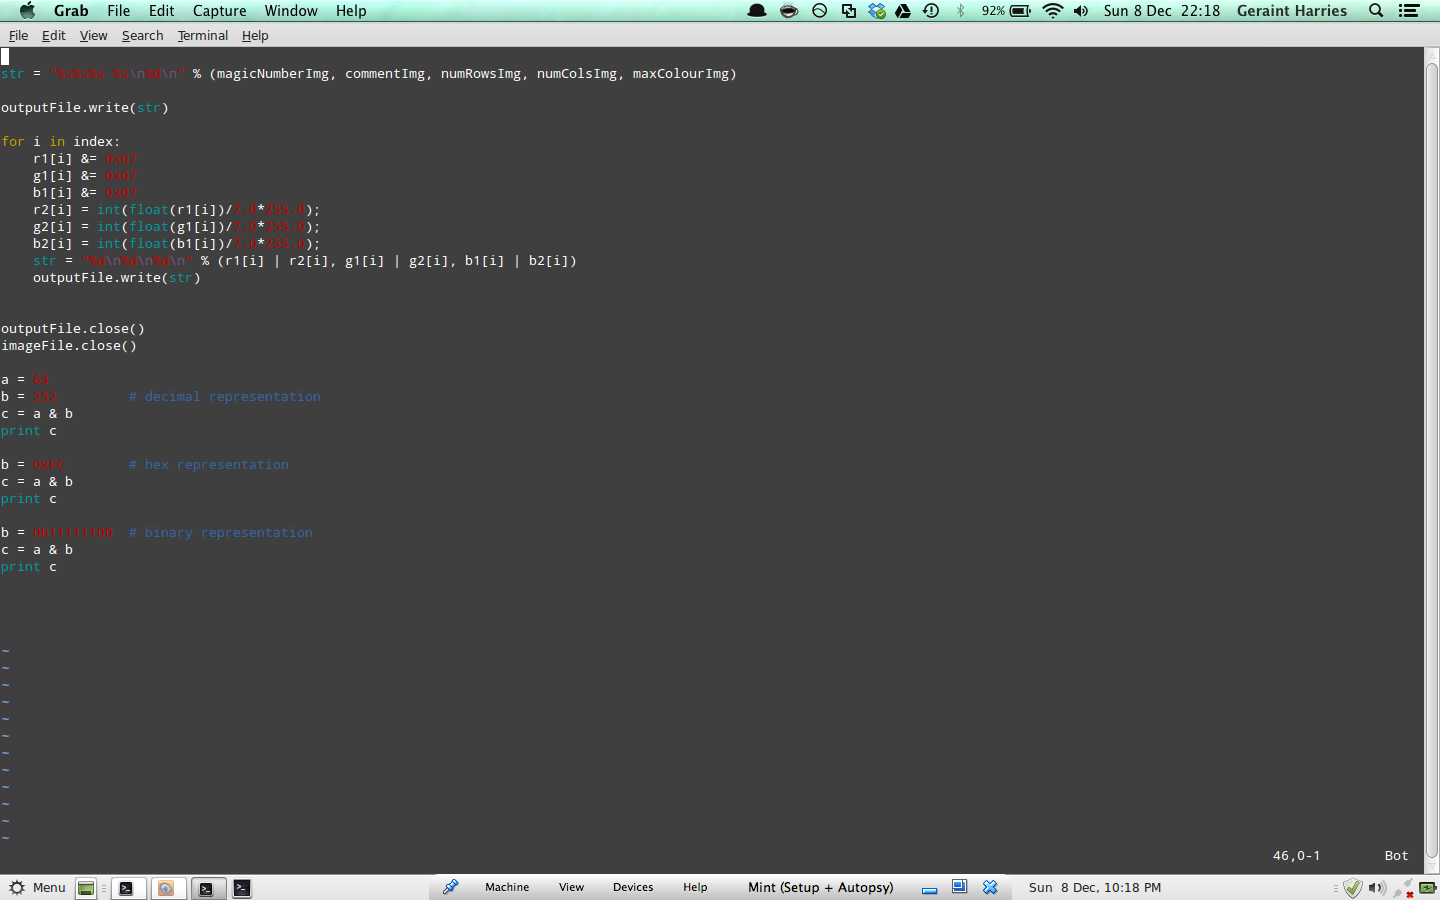 Grab File Edit Capture Window Help 92% Sun 8 Dec 22:18 Geraint Harries
File Edit View Search Terminal Help
str = "%s%s%s %s\n%d\n" % (magicNumberImg, commentImg, numRowsImg, numColsImg, maxColourImg)
outputFile.write(str)
for i in index:
    r1[i] &= 0x07
    g1[i] &= 0x07
    b1[i] &= 0x07
    r2[i] = int(float(r1[i])/7.0*255.0);
    g2[i] = int(float(g1[i])/7.0*255.0);
    b2[i] = int(float(b1[i])/7.0*255.0);
    str = "%d\n%d\n%d\n" % (r1[i] | r2[i], g1[i] | g2[i], b1[i] | b2[i])
    outputFile.write(str)
outputFile.close()
imageFile.close()
a = 63
b = 252         # decimal representation
c = a & b
print c
b = 0xFC        # hex representation
c = a & b
print c
b = 0b11111100  # binary representation
c = a & b
print c
~
~
~
~
~
~
~
~
~
~
~
~
46,0-1 Bot
Menu Machine View Devices Help Mint (Setup + Autopsy) Sun 8 Dec, 10:18 PM